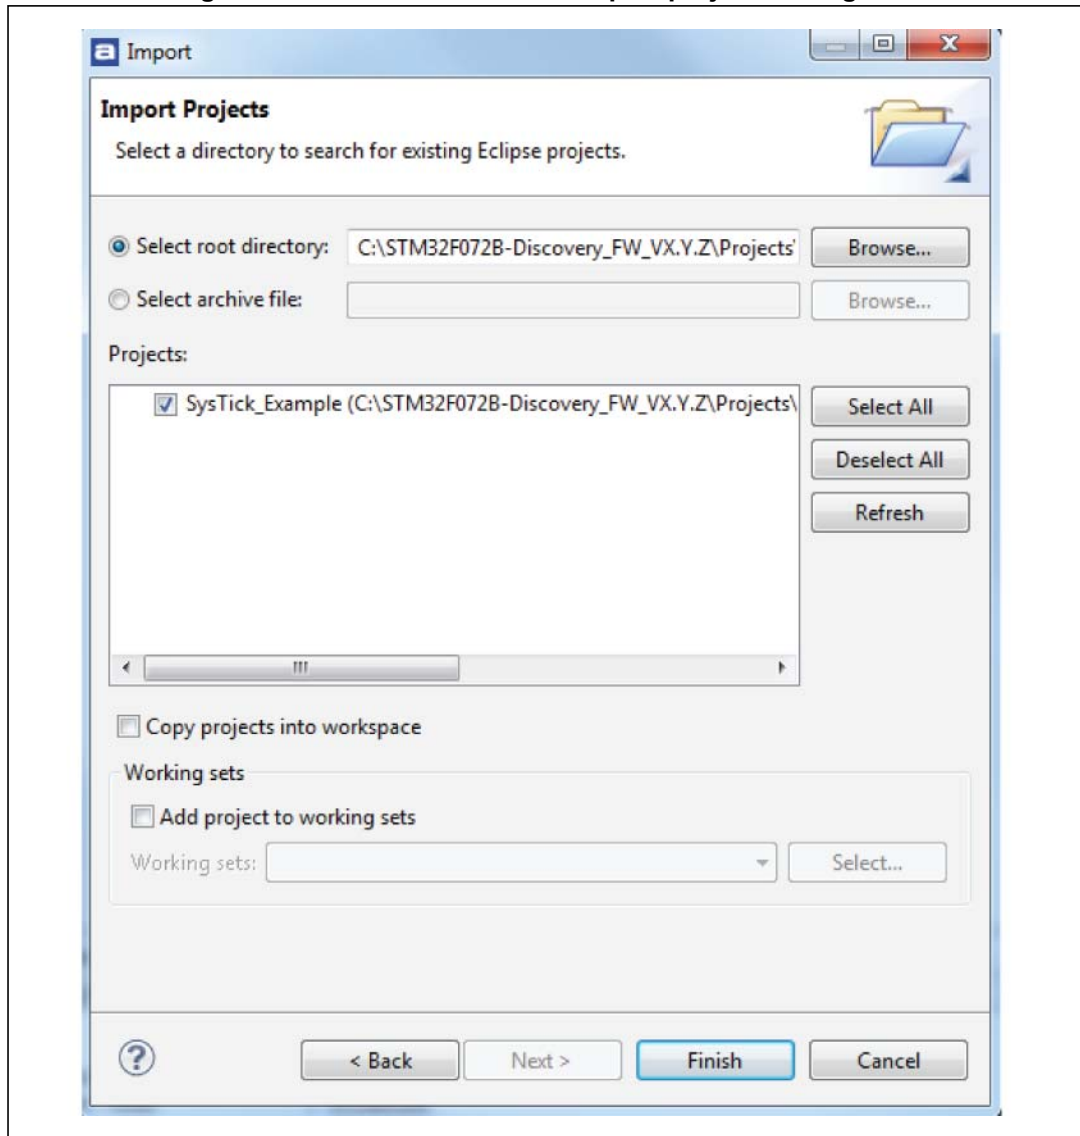 Import
Import Projects
Select a directory to search for existing Eclipse projects.
Select root directory: C:\STM32F072B-Discovery_FW_VX.Y.Z\Projects\ Browse...
Select archive file: Browse...
Projects:
SysTick_Example (C:\STM32F072B-Discovery_FW_VX.Y.Z\Projects\ Select All
Deselect All
Refresh
Copy projects into workspace
Working sets
Add project to working sets
Working sets: Select...
< Back Next > Finish Cancel